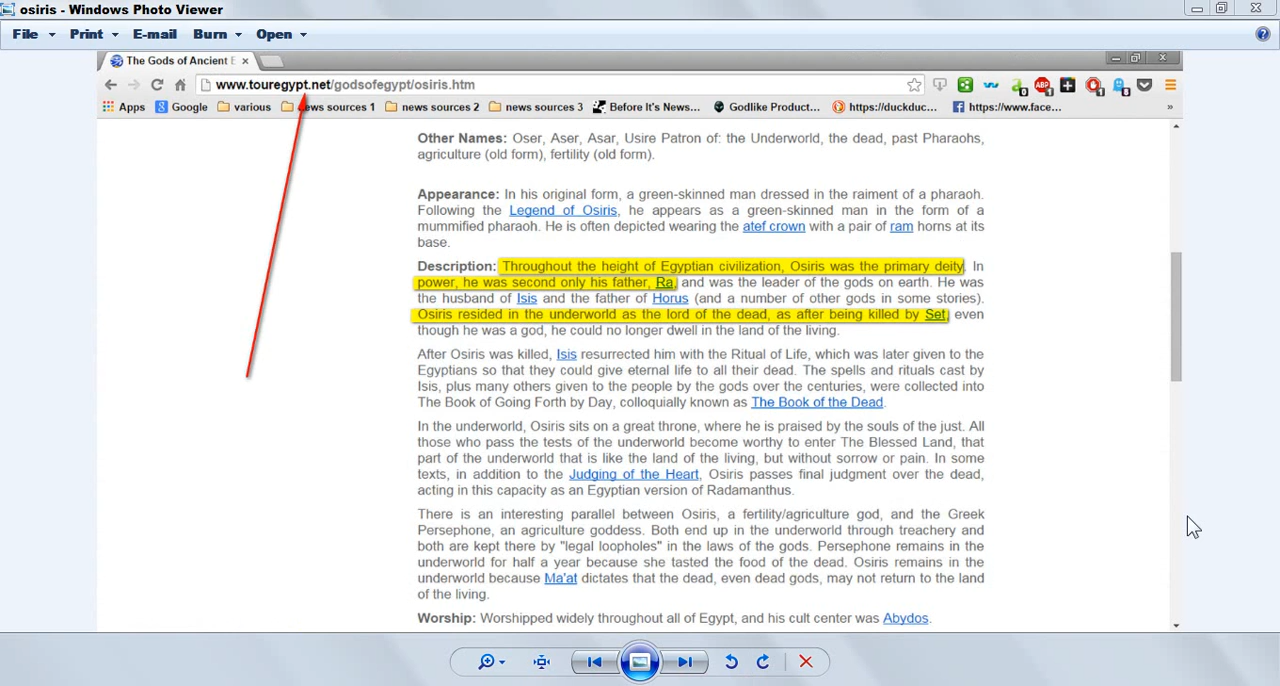 osiris - Windows Photo Viewer
File Print E-mail Burn Open
The Gods of Ancient E
www.touregypt.net/godsofegypt/osiris.htm
Apps Google various news sources 1 news sources 2 news sources 3 Before It's News... Godlike Product... https://duckduc... https://www.face... »
Other Names: Oser, Aser, Asar, Usire Patron of: the Underworld, the dead, past Pharaohs,
agriculture (old form), fertility (old form).
Appearance: In his original form, a green-skinned man dressed in the raiment of a pharaoh.
Following the Legend of Osiris, he appears as a green-skinned man in the form of a
mummified pharaoh. He is often depicted wearing the atef crown with a pair of ram horns at its
base.
Description: Throughout the height of Egyptian civilization, Osiris was the primary deity. In
power, he was second only his father, Ra, and was the leader of the gods on earth. He was
the husband of Isis and the father of Horus (and a number of other gods in some stories).
Osiris resided in the underworld as the lord of the dead, as after being killed by Set, even
though he was a god, he could no longer dwell in the land of the living.
After Osiris was killed, Isis resurrected him with the Ritual of Life, which was later given to the
Egyptians so that they could give eternal life to all their dead. The spells and rituals cast by
Isis, plus many others given to the people by the gods over the centuries, were collected into
The Book of Going Forth by Day, colloquially known as The Book of the Dead.
In the underworld, Osiris sits on a great throne, where he is praised by the souls of the just. All
those who pass the tests of the underworld become worthy to enter The Blessed Land, that
part of the underworld that is like the land of the living, but without sorrow or pain. In some
texts, in addition to the Judging of the Heart, Osiris passes final judgment over the dead,
acting in this capacity as an Egyptian version of Radamanthus.
There is an interesting parallel between Osiris, a fertility/agriculture god, and the Greek
Persephone, an agriculture goddess. Both end up in the underworld through treachery and
both are kept there by "legal loopholes" in the laws of the gods. Persephone remains in the
underworld for half a year because she tasted the food of the dead. Osiris remains in the
underworld because Ma'at dictates that the dead, even dead gods, may not return to the land
of the living.
Worship: Worshipped widely throughout all of Egypt, and his cult center was Abydos.